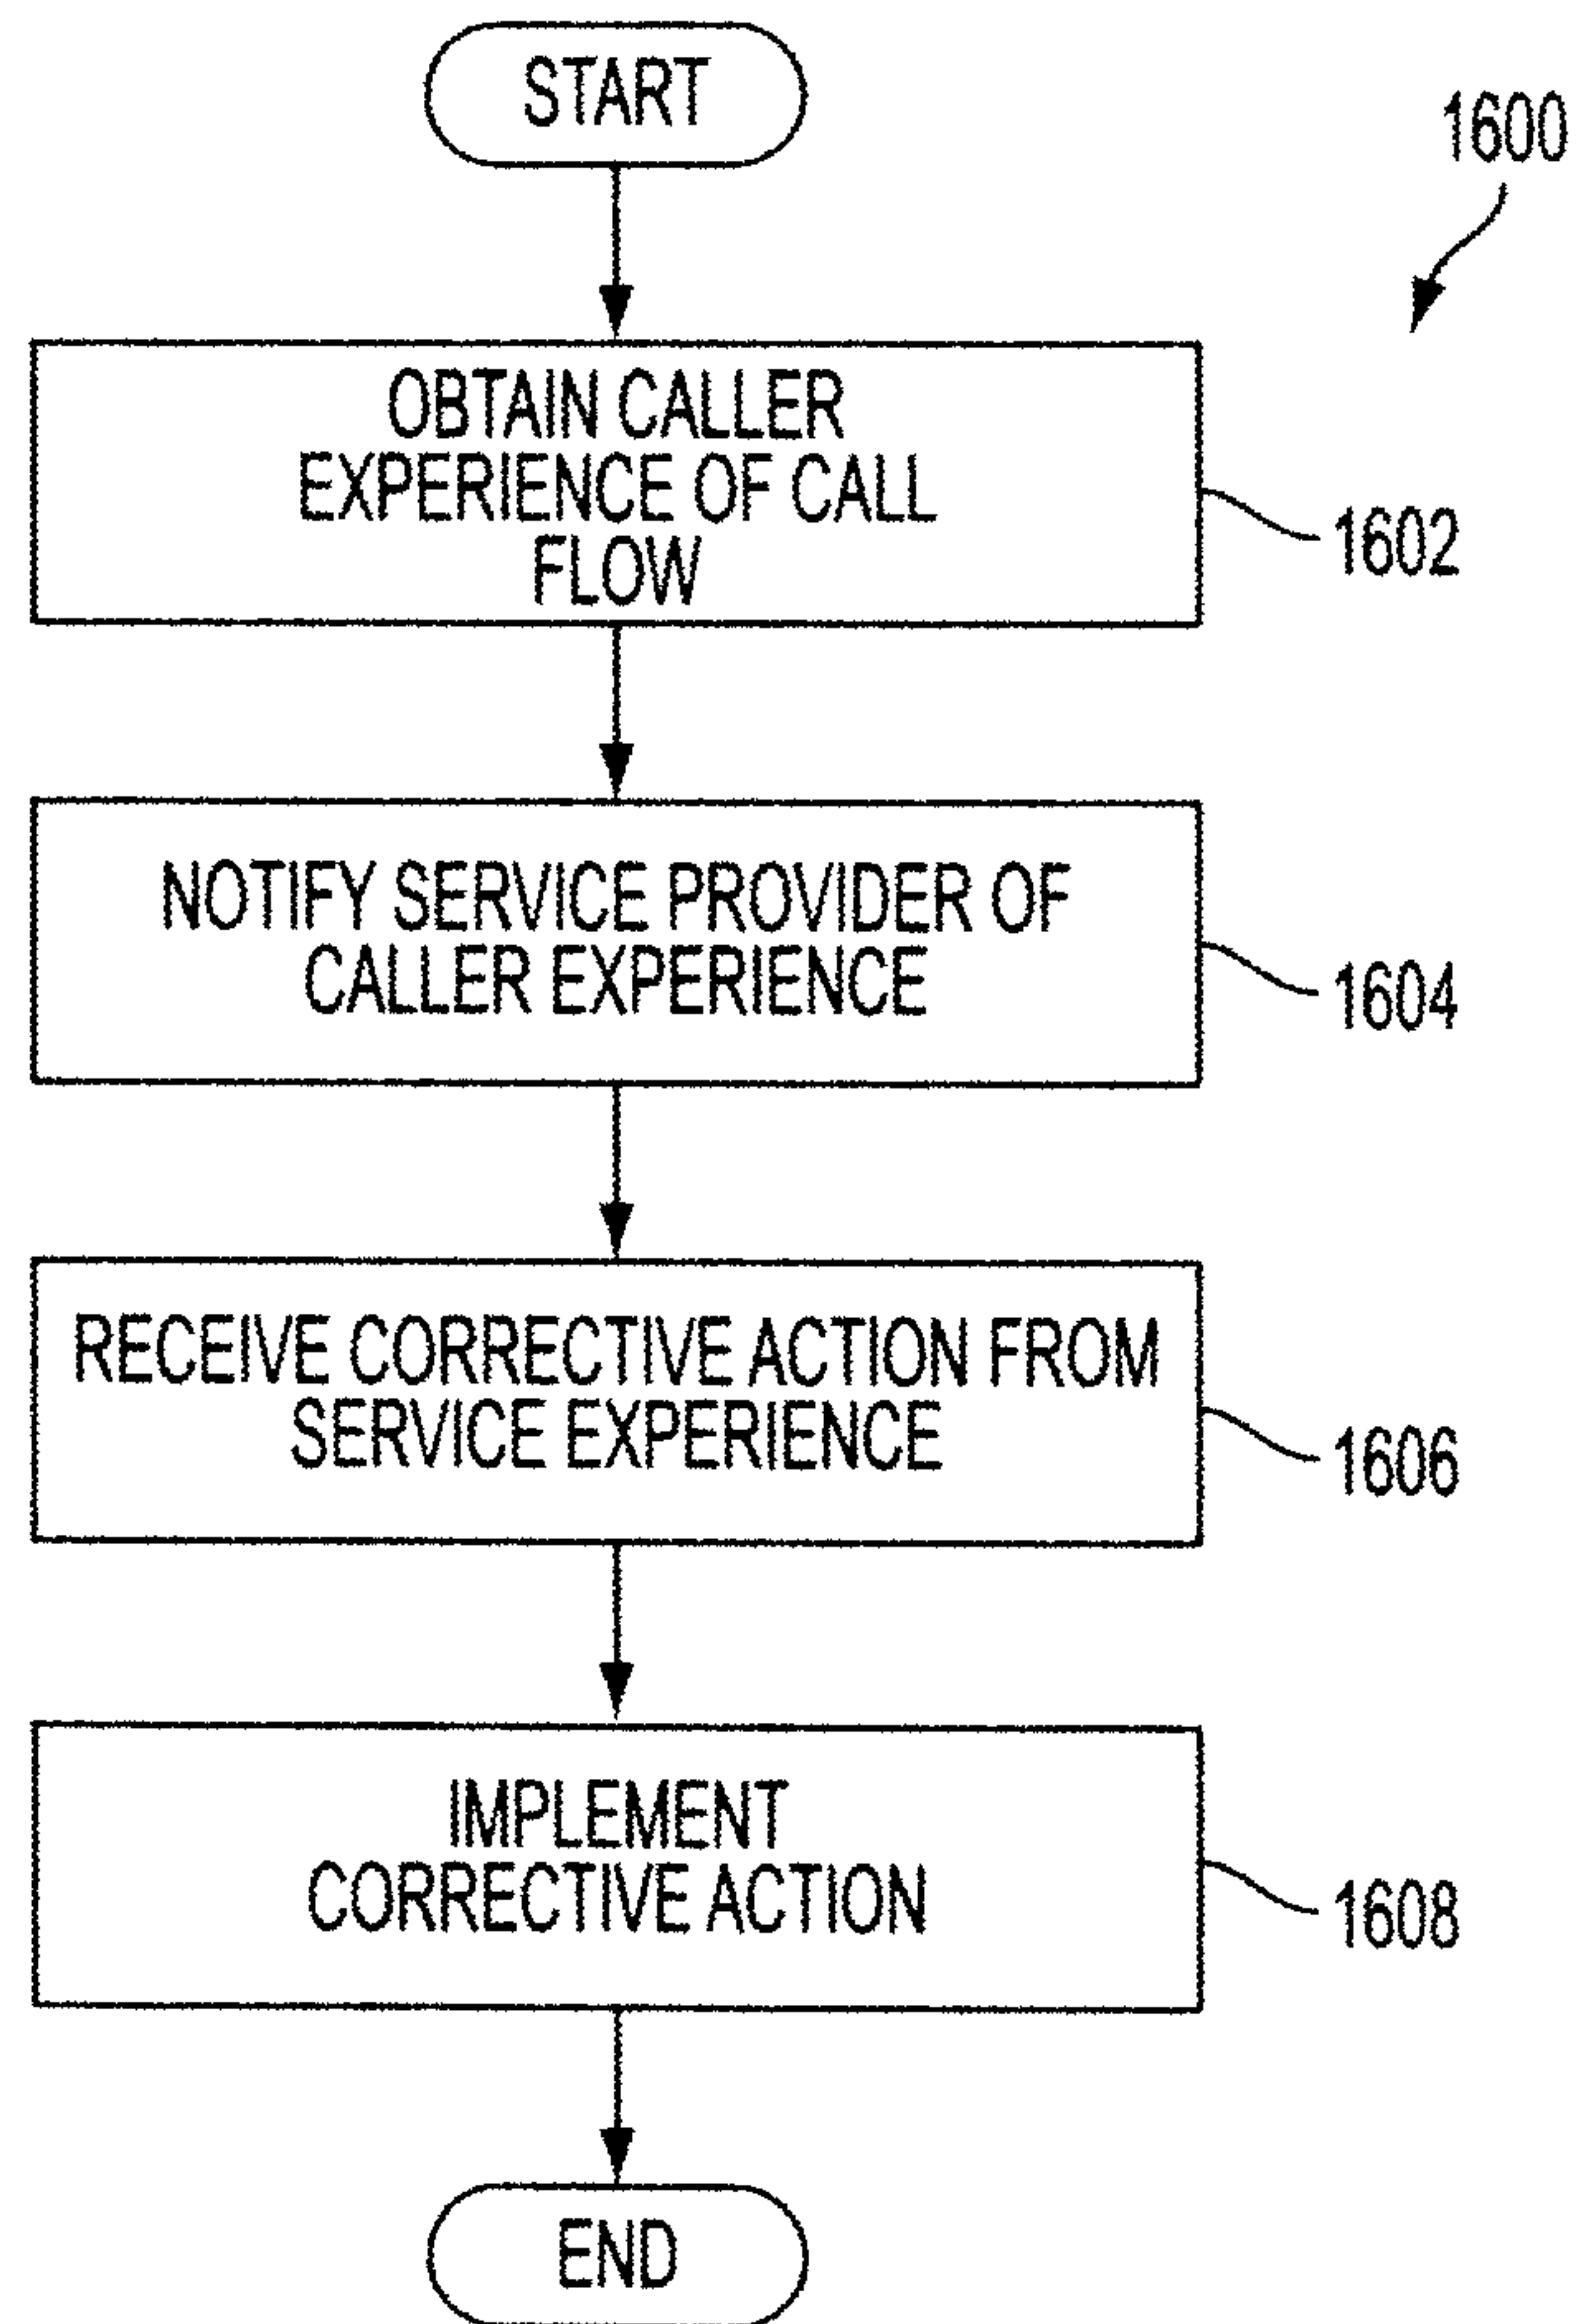 START
1600
OBTAIN CALLER
EXPERIENCE OF CALL
FLOW
1602
NOTIFY SERVICE PROVIDER OF
CALLER EXPERIENCE
1604
RECEIVE CORRECTIVE ACTION FROM
SERVICE EXPERIENCE
1606
IMPLEMENT
CORRECTIVE ACTION
1608
END